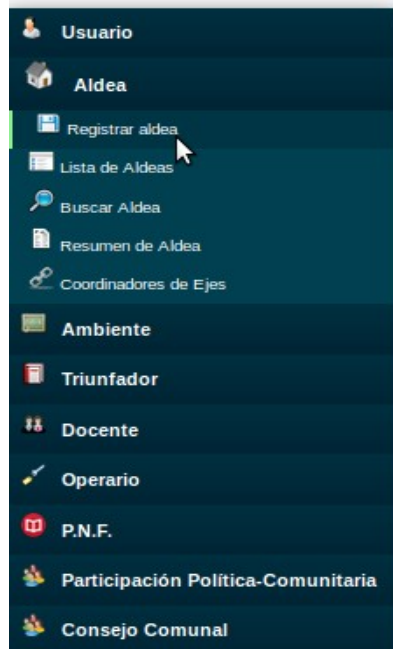 Usuario
Aldea
Registrar aldea
Lista de Aldeas
Buscar Aldea
Resumen de Aldea
Coordinadores de Ejes
Ambiente
Triunfador
Docente
Operario
P.N.F.
Participación Política-Comunitaria
Consejo Comunal